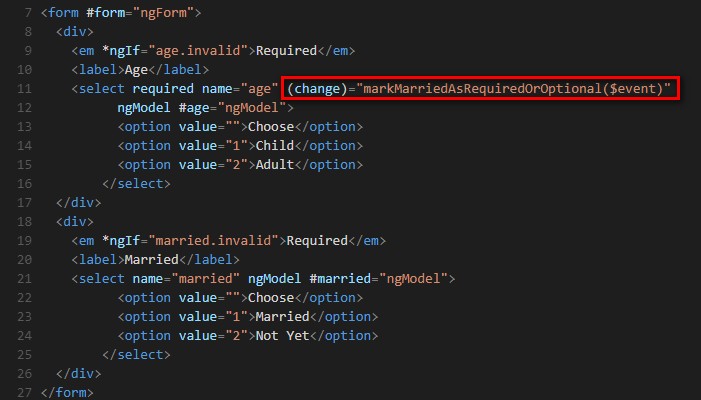 7 <form #form="ngForm">
8 <div>
9 <em *ngIf="age.invalid">Required</em>
10 <label>Age</label>
11 <select required name="age" (change)="markMarriedAsRequiredOrOptional($event)"
12 ngModel #age="ngModel">
13 <option value="">Choose</option>
14 <option value="1">Child</option>
15 <option value="2">Adult</option>
16 </select>
17 </div>
18 <div>
19 <em *ngIf="married.invalid">Required</em>
20 <label>Married</label>
21 <select name="married" ngModel #married="ngModel">
22 <option value="">Choose</option>
23 <option value="1">Married</option>
24 <option value="2">Not Yet</option>
25 </select>
26 </div>
27 </form>